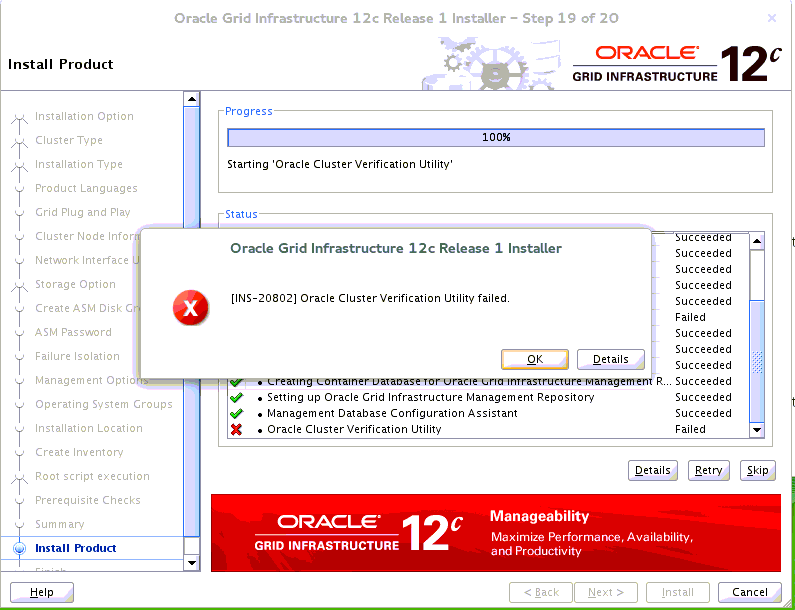 Oracle Grid Infrastructure 12c Release 1 Installer – Step 19 of 20
Install Product
ORACLE
GRID INFRASTRUCTURE
12c
Installation Option
Cluster Type
Installation Type
Product Languages
Grid Plug and Play
Cluster Node Inform
Network Interface U
Storage Option
Create ASM Disk Gr
ASM Password
Failure Isolation
Management Options
Operating System Groups
Installation Location
Create Inventory
Root script execution
Prerequisite Checks
Summary
Install Product
Finish
Progress
100%
Starting 'Oracle Cluster Verification Utility'
Status
Succeeded
Succeeded
Succeeded
Succeeded
Succeeded
Failed
Succeeded
Succeeded
Succeeded
Oracle Grid Infrastructure 12c Release 1 Installer
[INS-20802] Oracle Cluster Verification Utility failed.
OK
Details
• Creating Container Database for Oracle Grid Infrastructure Management R... Succeeded
• Setting up Oracle Grid Infrastructure Management Repository Succeeded
• Management Database Configuration Assistant Succeeded
• Oracle Cluster Verification Utility Failed
Details
Retry
Skip
ORACLE
GRID INFRASTRUCTURE
12c
Manageability
Maximize Performance, Availability,
and Productivity
Help
< Back
Next >
Install
Cancel